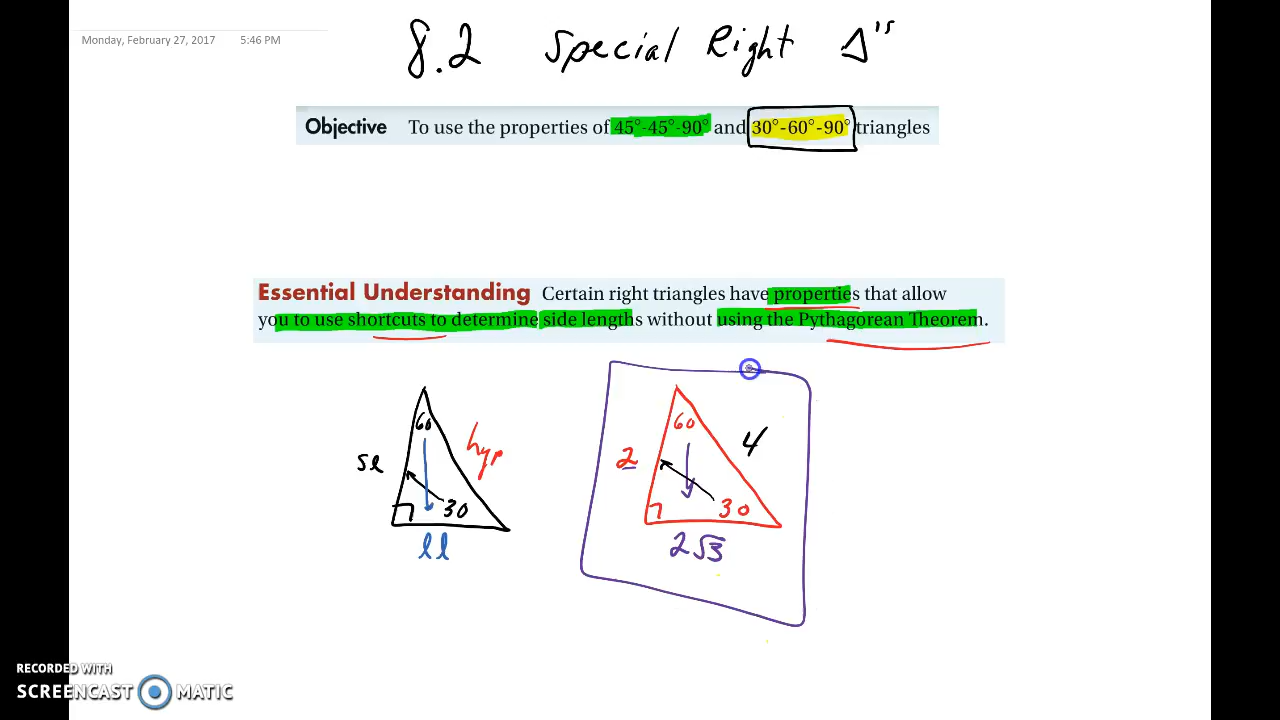 Monday, February 27, 2017 5:46 PM
8.2 Special Right Δ's
Objective To use the properties of 45°-45°-90° and 30°-60°-90° triangles
Essential Understanding Certain right triangles have properties that allow
you to use shortcuts to determine side lengths without using the Pythagorean Theorem.
60
sl
hyp
30
ll
60
4
2
30
2√3
RECORDED WITH
SCREENCAST MATIC